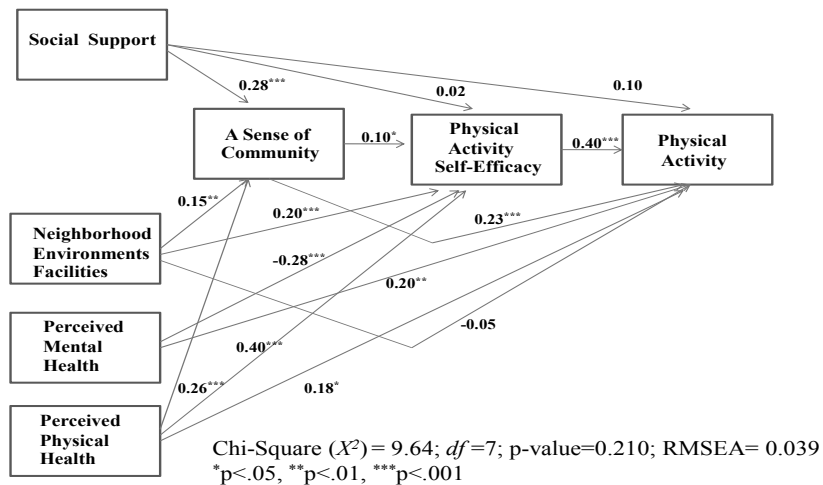 Social Support
0.28***
0.02
0.10
A Sense of
Community
0.10*
Physical
Activity
Self-Efficacy
0.40***
Physical
Activity
0.15**
0.20***
0.23***
Neighborhood
Environments
Facilities
-0.28***
0.20**
-0.05
Perceived
Mental
Health
0.40***
0.26***
0.18*
Perceived
Physical
Health
Chi-Square (X²) = 9.64; df =7; p-value=0.210; RMSEA= 0.039
*p<.05, **p<.01, ***p<.001